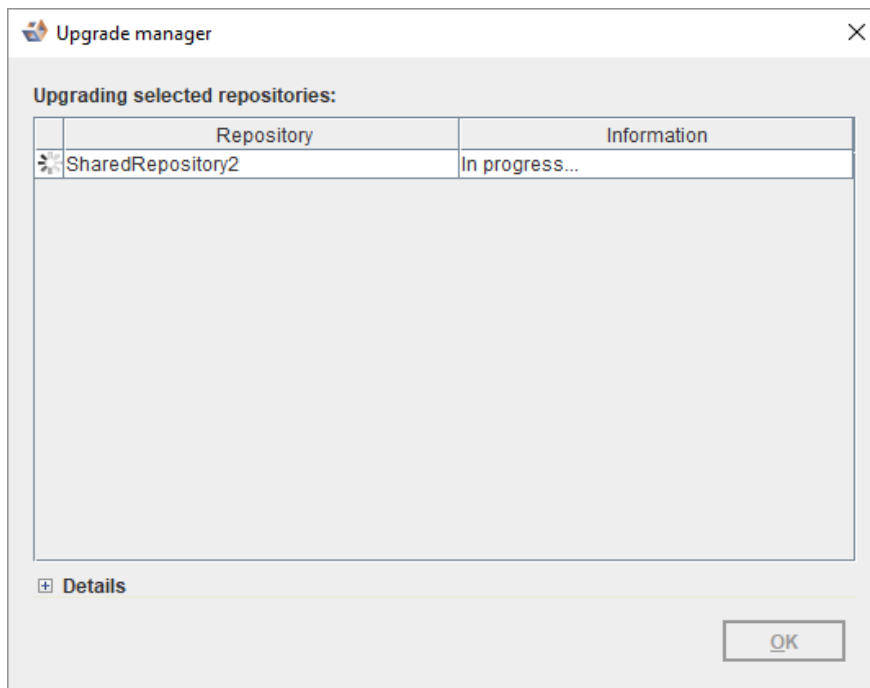 Upgrade manager
Upgrading selected repositories:
Repository Information
SharedRepository2 In progress...
Details
OK